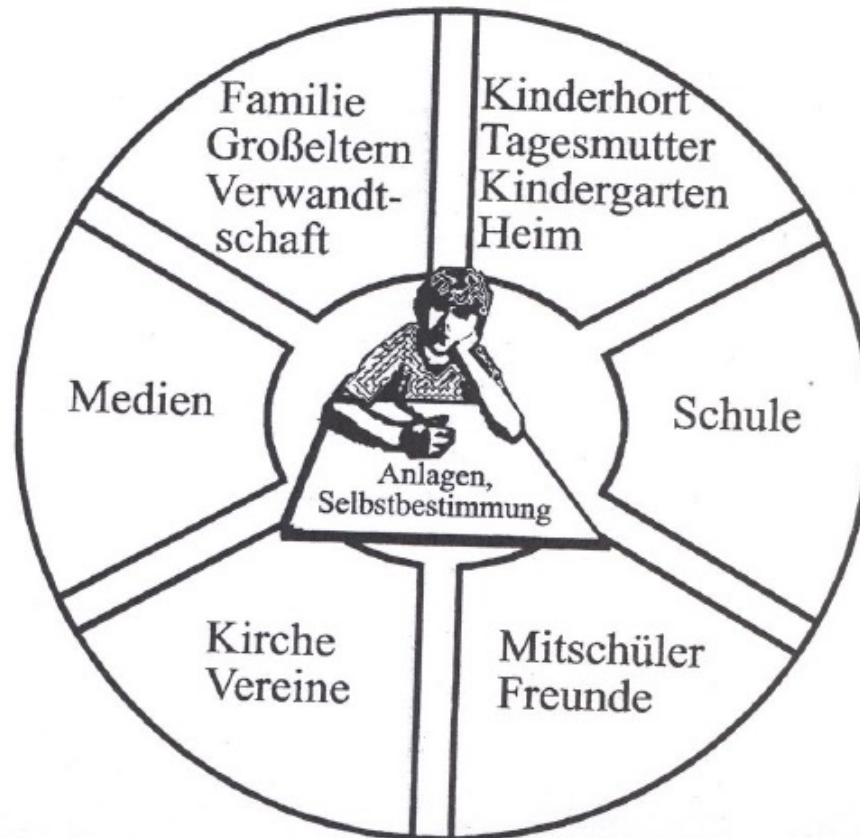 Familie
Großeltern
Verwandt-
schaft
Kinderhort
Tagesmutter
Kindergarten
Heim
Medien
Schule
Anlagen,
Selbstbestimmung
Kirche
Vereine
Mitschüler
Freunde